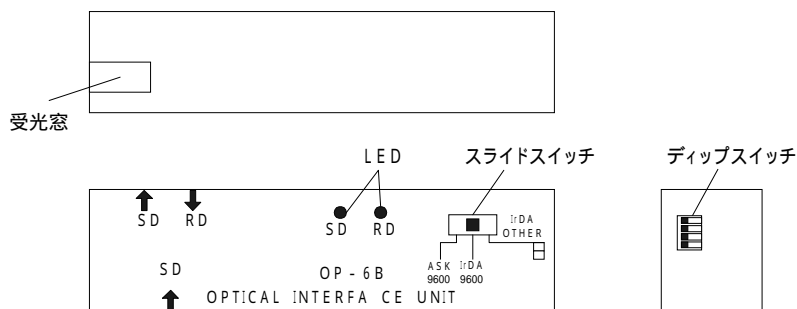 受光窓
LED スライドスイッチ ディップスイッチ
SD RD SD RD IrDA OTHER
SD OP-6B ASK 9600 IrDA 9600
OPTICAL INTERFA CE UNIT